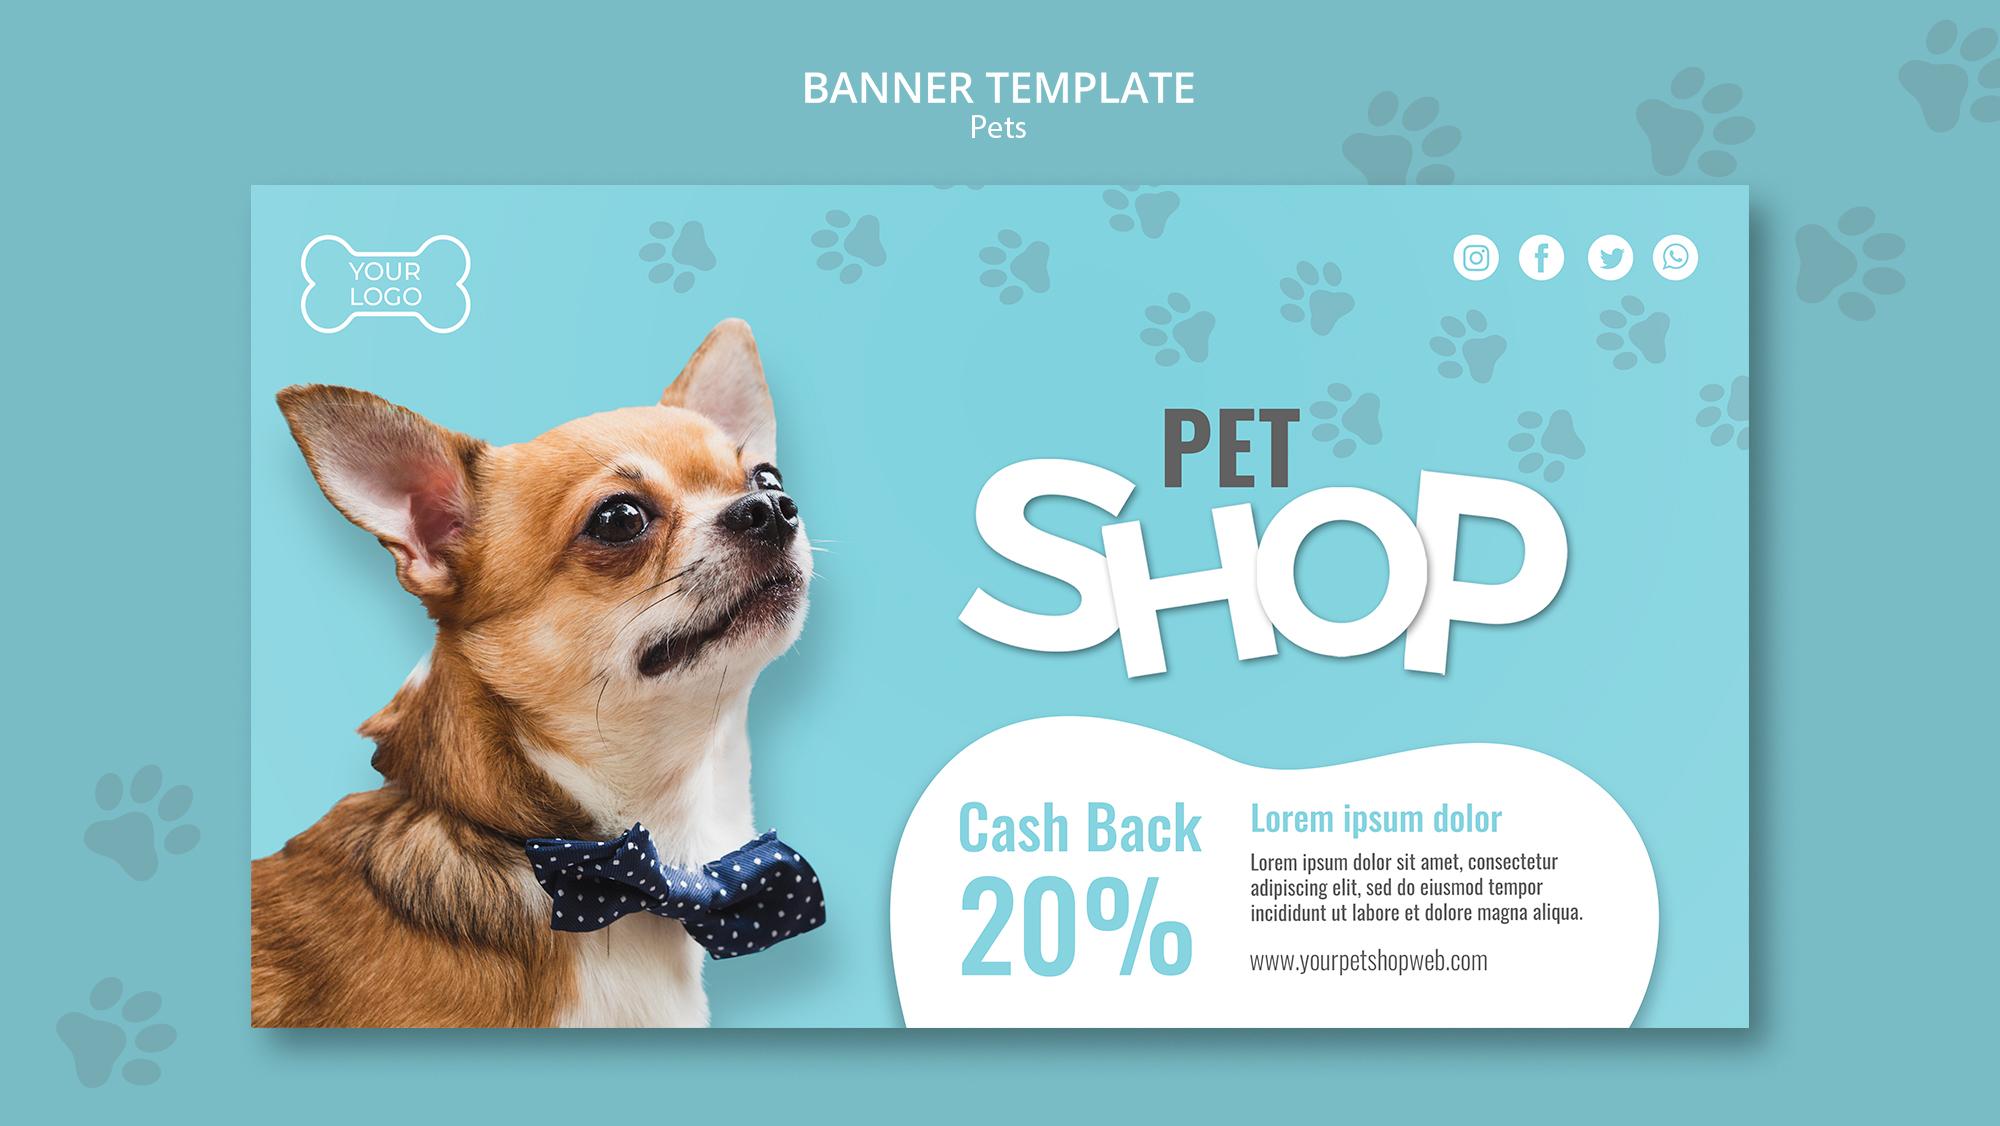 BANNER TEMPLATE
Pets
YOUR
LOGO
PET
SHOP
Cash Back
20%
Lorem ipsum dolor
Lorem ipsum dolor sit amet, consectetur
adipiscing elit, sed do eiusmod tempor
incididunt ut labore et dolore magna aliqua.
www.yourpetshopweb.com